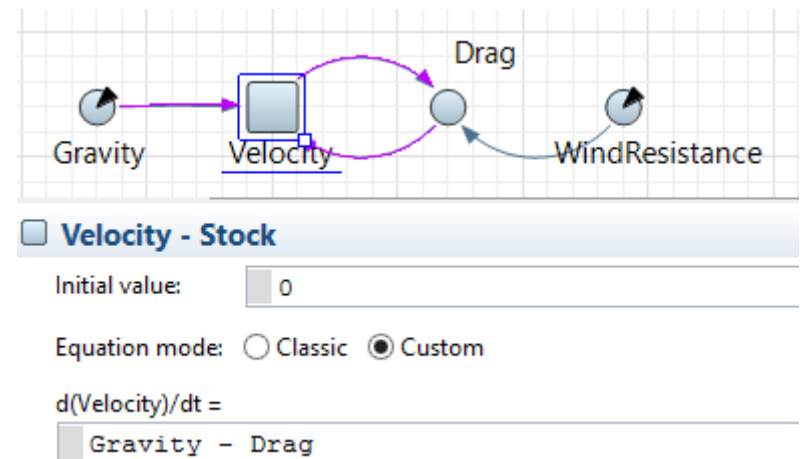 Drag
Gravity
Velocity
WindResistance
Velocity - Stock
Initial value: 0
Equation mode: Classic Custom
d(Velocity)/dt =
Gravity - Drag